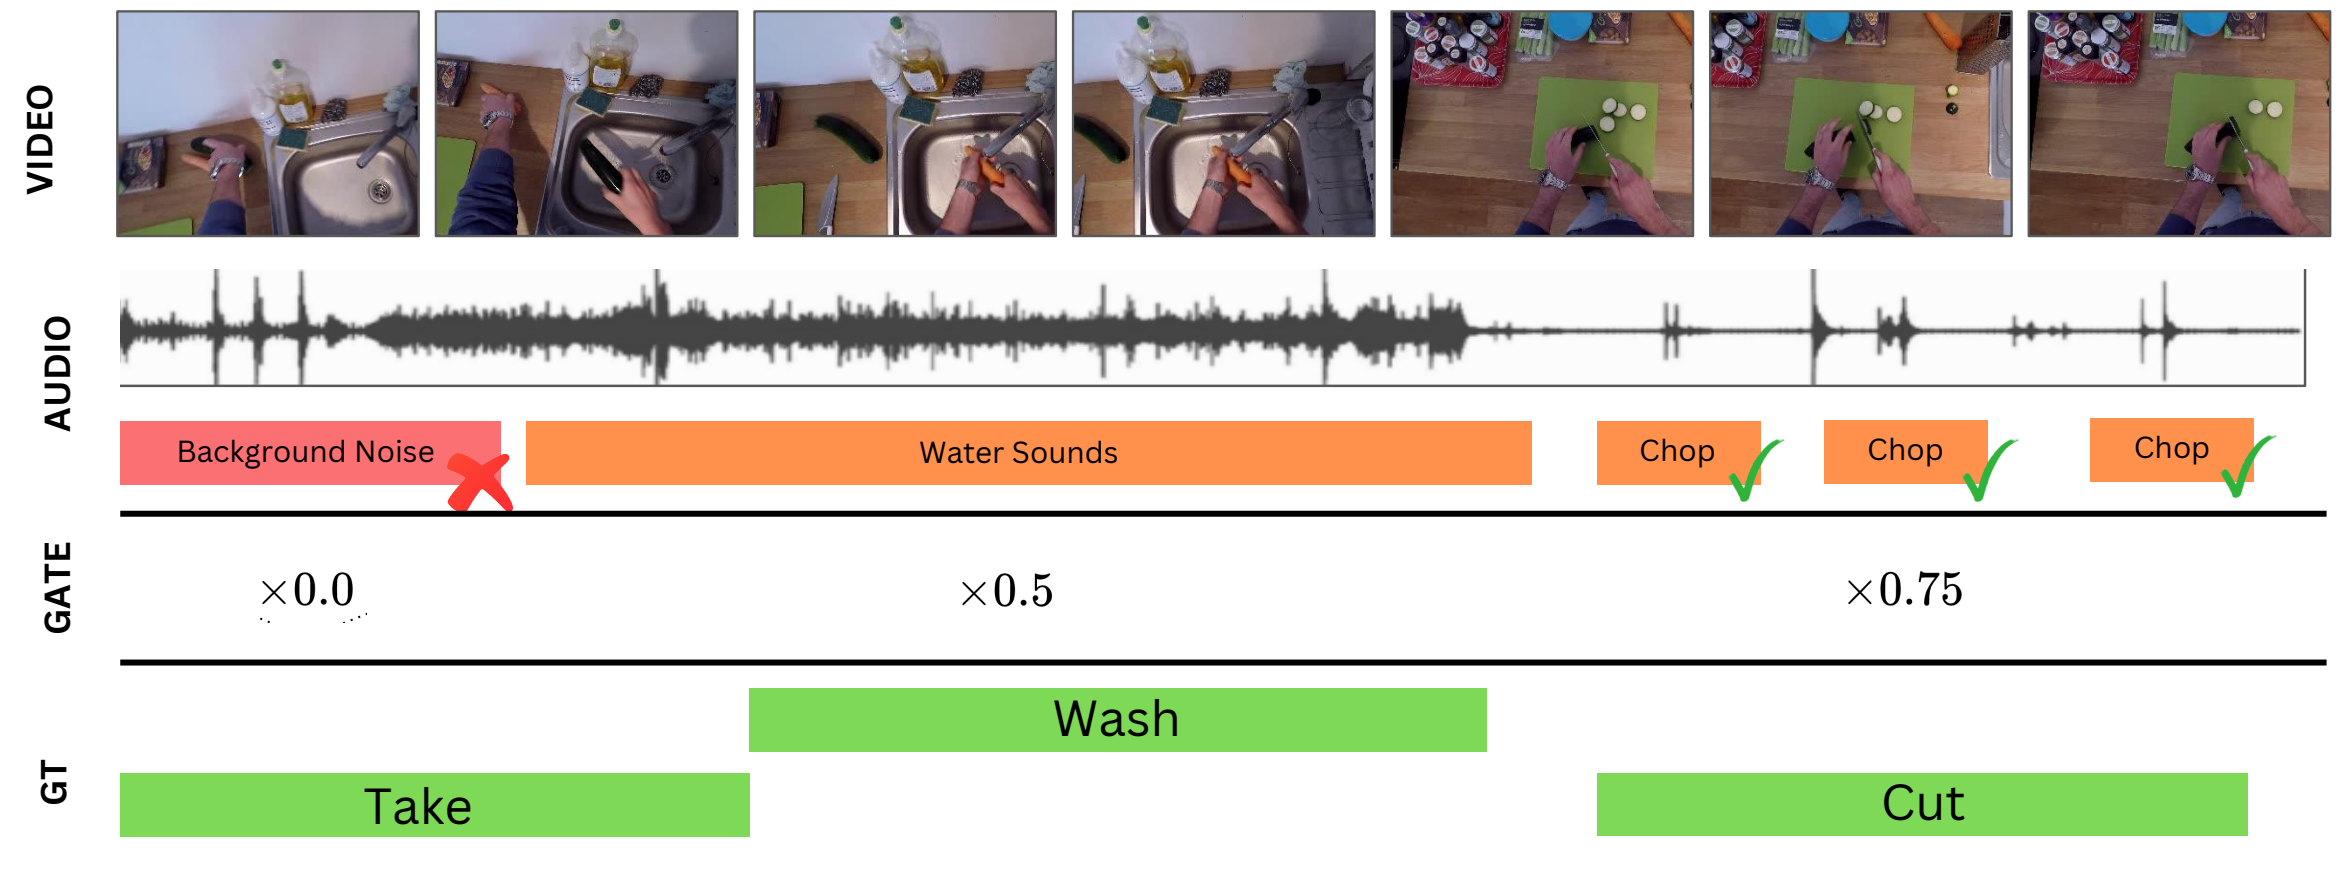 VIDEO
AUDIO
Background Noise
Water Sounds
Chop
Chop
Chop
GATE
×0.0
×0.5
×0.75
GT
Wash
Take
Cut